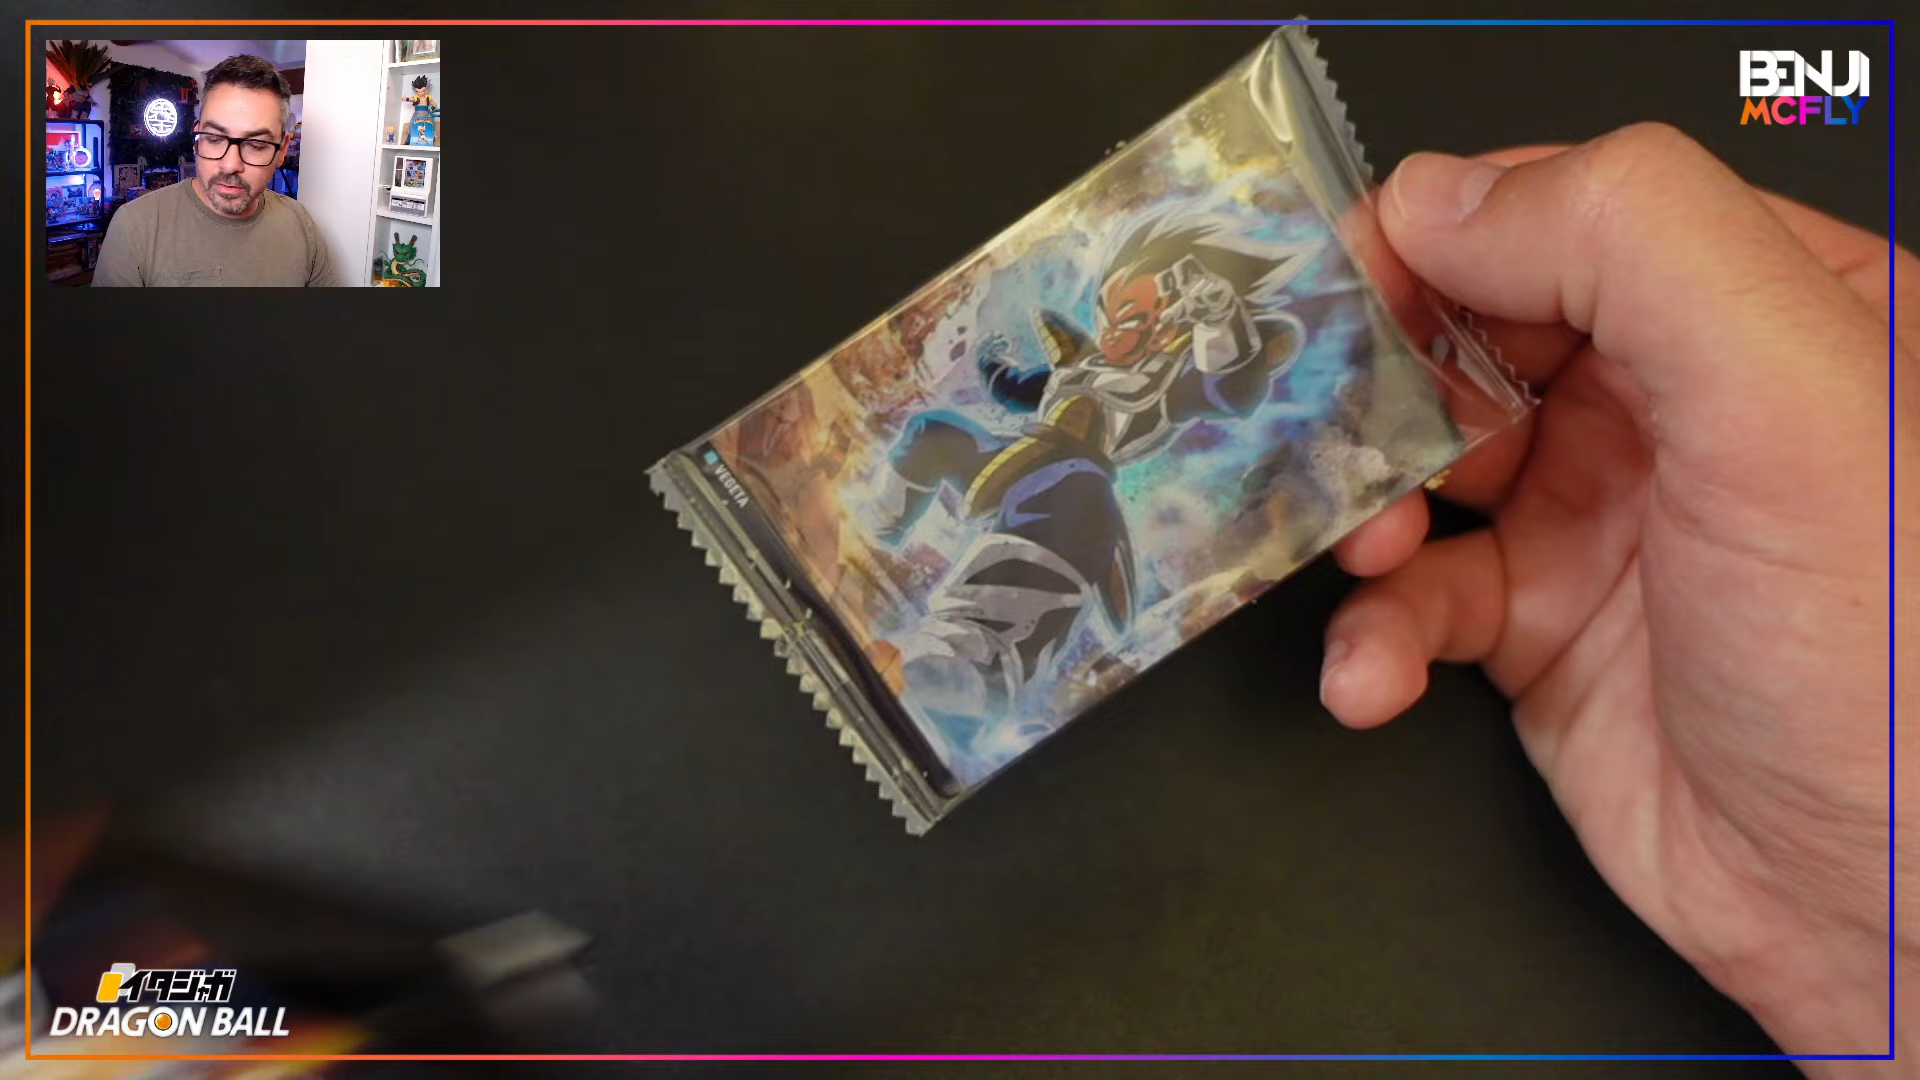 BENJI
MCFLY
VEGETA
イタジャガ
DRAGON BALL